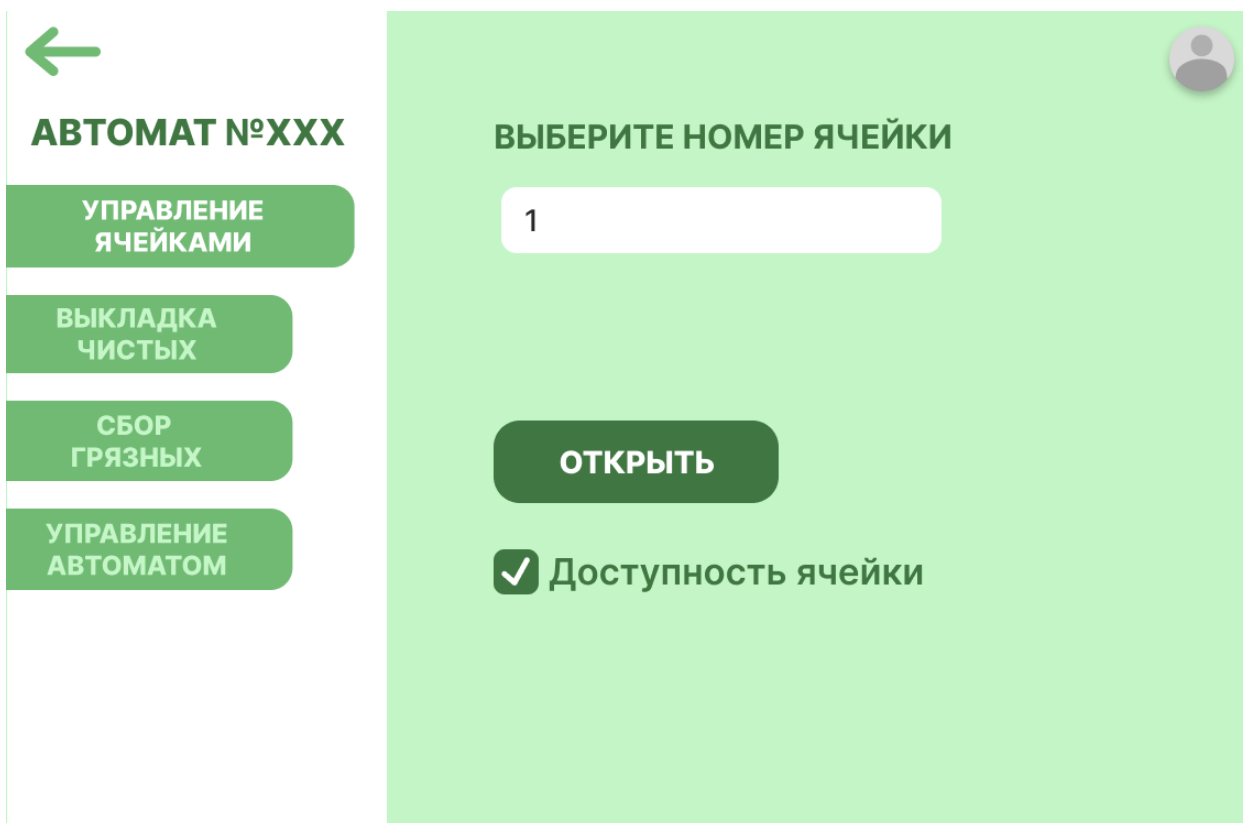 АВТОМАТ №XXX
УПРАВЛЕНИЕ
ЯЧЕЙКАМИ
ВЫКЛАДКА
ЧИСТЫХ
СБОР
ГРЯЗНЫХ
УПРАВЛЕНИЕ
АВТОМАТОМ
ВЫБЕРИТЕ НОМЕР ЯЧЕЙКИ
1
ОТКРЫТЬ
Доступность ячейки